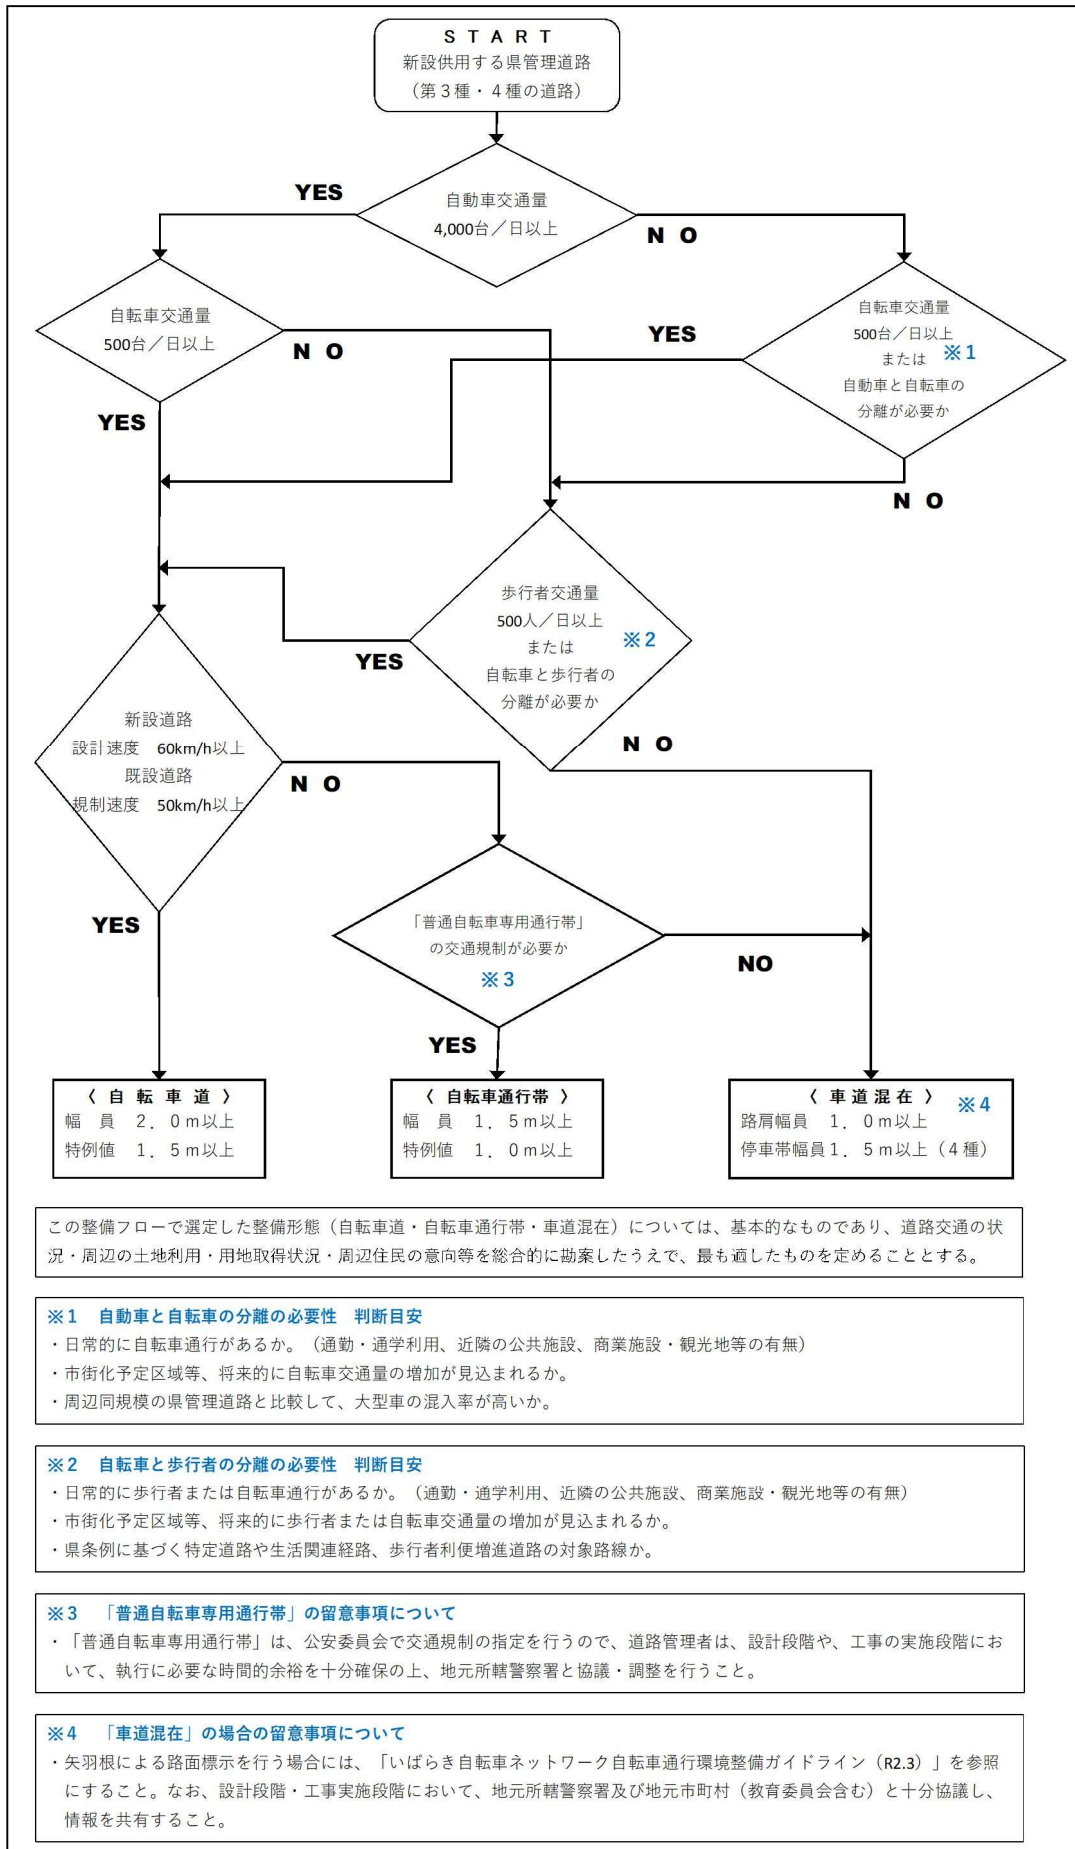 START
新設供用する県管理道路
（第３種・４種の道路）
自動車交通量
4,000台／日以上
YES
NO
自転車交通量
500台／日以上
NO
YES
自転車交通量
500台／日以上
または
※1
自動車と自転車の
分離が必要か
YES
NO
歩行者交通量
500人／日以上
または
※2
自転車と歩行者の
分離が必要か
YES
NO
新設道路
設計速度　60km/h以上
既設道路
規制速度　50km/h以上
NO
YES
「普通自転車専用通行帯」
の交通規制が必要か
※3
NO
YES
〈 自 転 車 道 〉
幅　員　２．０ｍ以上
特例値　１．５ｍ以上
〈 自転車通行帯 〉
幅　員　１．５ｍ以上
特例値　１．０ｍ以上
〈 車 道 混 在 〉
※4
路肩幅員　１．０ｍ以上
停車帯幅員１．５ｍ以上（４種）
この整備フローで選定した整備形態（自転車道・自転車通行帯・車道混在）については、基本的なものであり、道路交通の状
況・周辺の土地利用・用地取得状況・周辺住民の意向等を総合的に勘案したうえで、最も適したものを定めることとする。
※1　自動車と自転車の分離の必要性　判断目安
・日常的に自転車通行があるか。（通勤・通学利用、近隣の公共施設、商業施設・観光地等の有無）
・市街化予定区域等、将来的に自転車交通量の増加が見込まれるか。
・周辺同規模の県管理道路と比較して、大型車の混入率が高いか。
※2　自転車と歩行者の分離の必要性　判断目安
・日常的に歩行者または自転車通行があるか。（通勤・通学利用、近隣の公共施設、商業施設・観光地等の有無）
・市街化予定区域等、将来的に歩行者または自転車交通量の増加が見込まれるか。
・県条例に基づく特定道路や生活関連経路、歩行者利便増進道路の対象路線か。
※3　「普通自転車専用通行帯」の留意事項について
・「普通自転車専用通行帯」は、公安委員会で交通規制の指定を行うので、道路管理者は、設計段階や、工事の実施段階にお
いて、執行に必要な時間的余裕を十分確保の上、地元所轄警察署と協議・調整を行うこと。
※4　「車道混在」の場合の留意事項について
・矢羽根による路面標示を行う場合には、「いばらき自転車ネットワーク自転車通行環境整備ガイドライン（R2.3）」を参照
にすること。なお、設計段階・工事実施段階において、地元所轄警察署及び地元市町村（教育委員会含む）と十分協議し、
情報を共有すること。